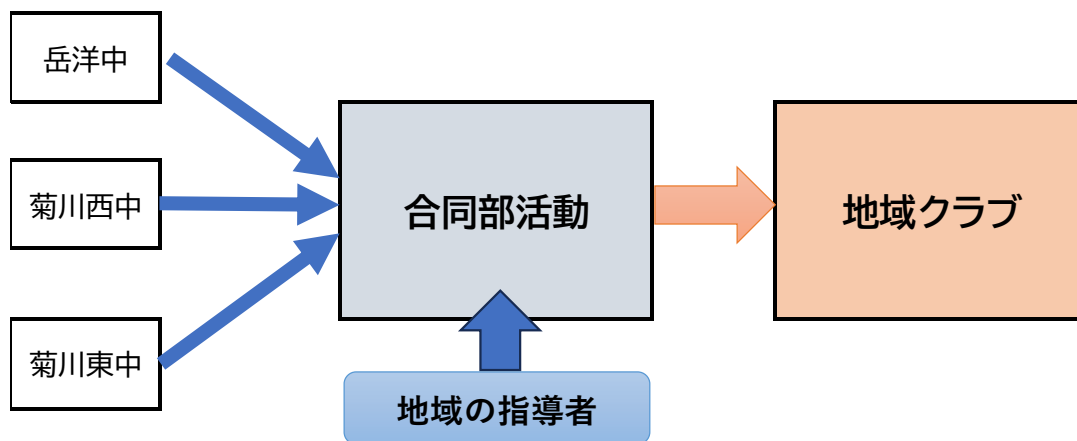 岳洋中
菊川西中
菊川東中
合同部活動
地域の指導者
地域クラブ